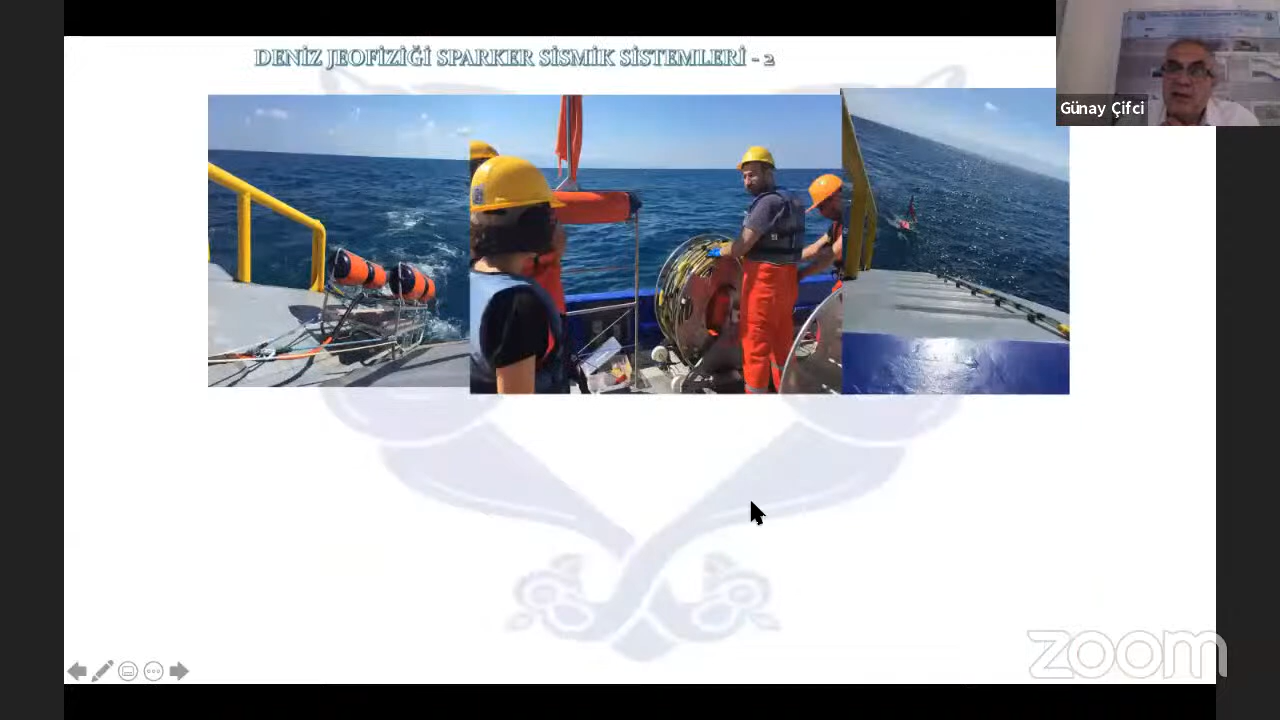 DENİZ JEOFİZİĞİ SPARKER SİSMİK SİSTEMLERİ - 2
Günay Çifci
zoom